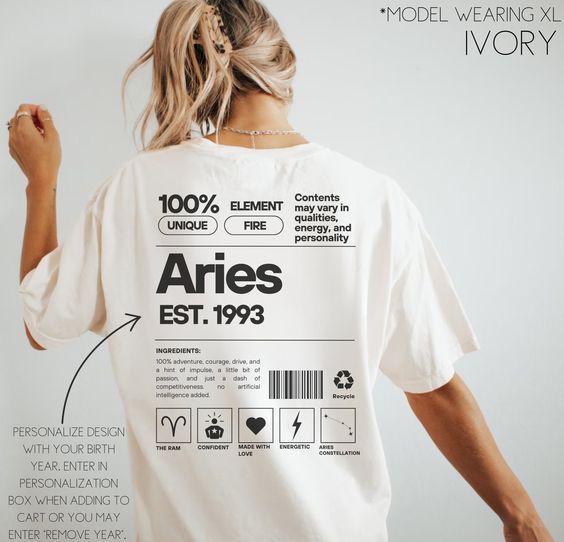 *MODEL WEARING XL
IVORY
100%
UNIQUE
ELEMENT
FIRE
Contents
may vary in
qualities,
energy, and
personality
Aries
EST. 1993
INGREDIENTS:
100% adventure, courage, drive, and
a hint of impulse, a little bit of
passion, and just a dash of
competitiveness. no artificial
intelligence added.
Recycle
THE RAM
CONFIDENT
MADE WITH
LOVE
ENERGETIC
ARIES
CONSTELLATION
PERSONALIZE DESIGN
WITH YOUR BIRTH
YEAR. ENTER IN
PERSONALIZATION
BOX WHEN ADDING TO
CART OR YOU MAY
ENTER "REMOVE YEAR".